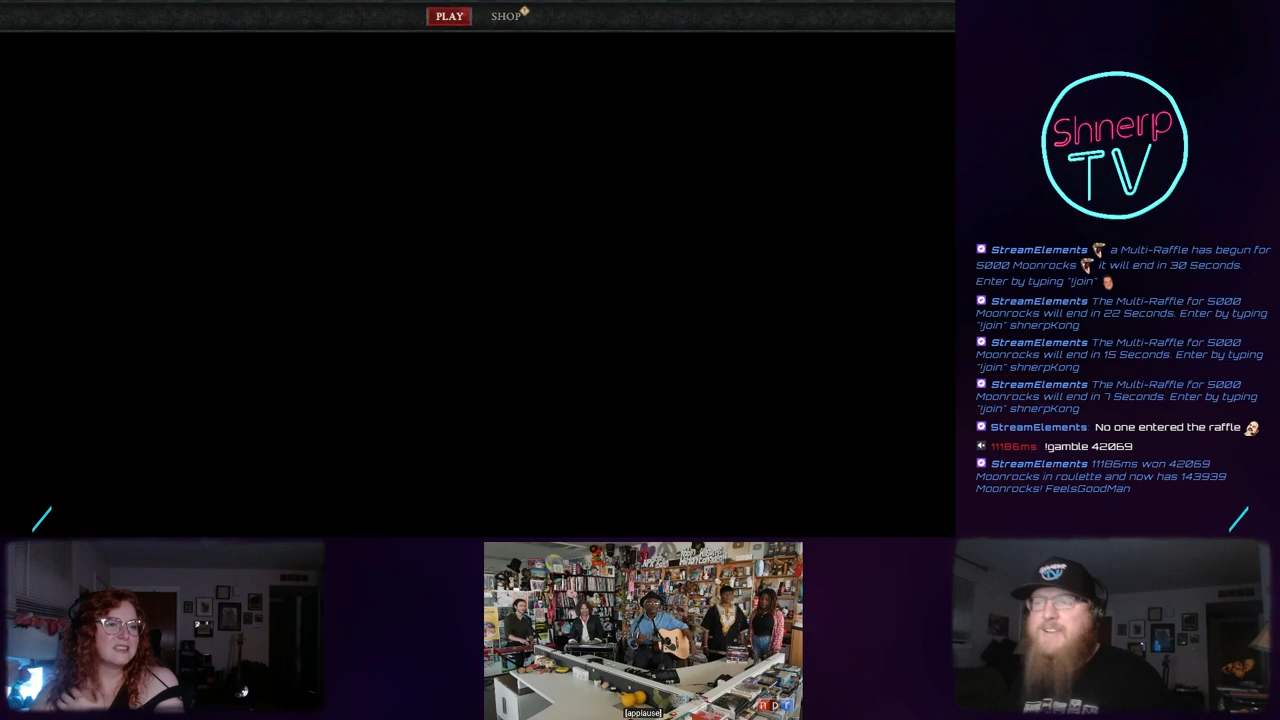 PLAY
SHOP
Shnerp
TV
StreamElements a Multi-Raffle has begun for
5000 Moonrocks it will end in 30 Seconds.
Enter by typing "!join"
StreamElements The Multi-Raffle for 5000
Moonrocks will end in 22 Seconds. Enter by typing
"!join" shnerpKong
StreamElements The Multi-Raffle for 5000
Moonrocks will end in 15 Seconds. Enter by typing
"!join" shnerpKong
StreamElements The Multi-Raffle for 5000
Moonrocks will end in 7 Seconds. Enter by typing
"!join" shnerpKong
StreamElements: No one entered the raffle
11186ms !gamble 42069
StreamElements 11186ms won 42069
Moonrocks in roulette and now has 143939
Moonrocks! FeelsGoodMan
npr
[applause]